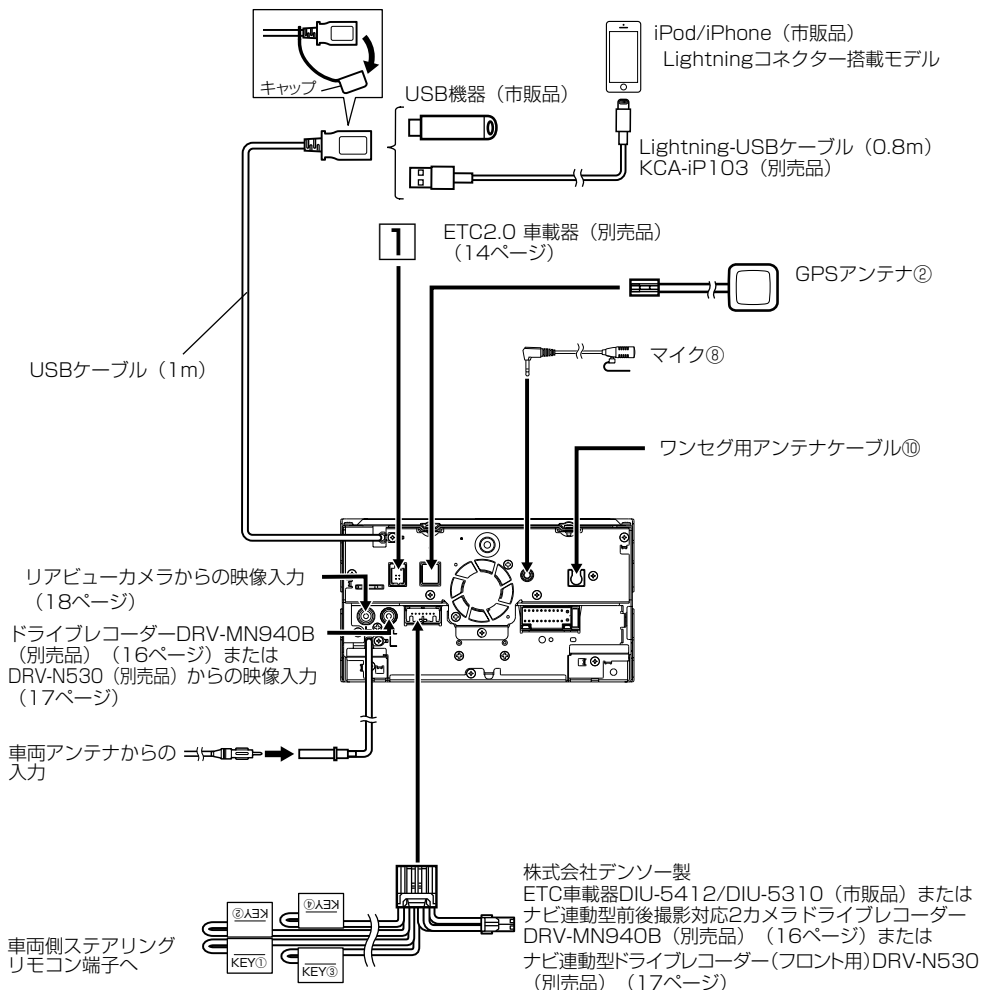 キャップ
iPod/iPhone（市販品）
Lightningコネクター搭載モデル
USB機器（市販品）
Lightning-USBケーブル（0.8m）
KCA-iP103（別売品）
1
ETC2.0 車載器（別売品）
（14ページ）
GPSアンテナ②
USBケーブル（1m）
マイク⑧
ワンセグ用アンテナケーブル⑩
リアビューカメラからの映像入力
（18ページ）
ドライブレコーダーDRV-MN940B
（別売品）（16ページ）または
DRV-N530（別売品）からの映像入力
（17ページ）
車両アンテナからの
入力
車両側ステアリング
リモコン端子へ
KEY②
KEY④
KEY①
KEY③
株式会社デンソー製
ETC車載器DIU-5412/DIU-5310（市販品）または
ナビ連動型前後撮影対応2カメラドライブレコーダー
DRV-MN940B（別売品）（16ページ）または
ナビ連動型ドライブレコーダー（フロント用）DRV-N530
（別売品）（17ページ）